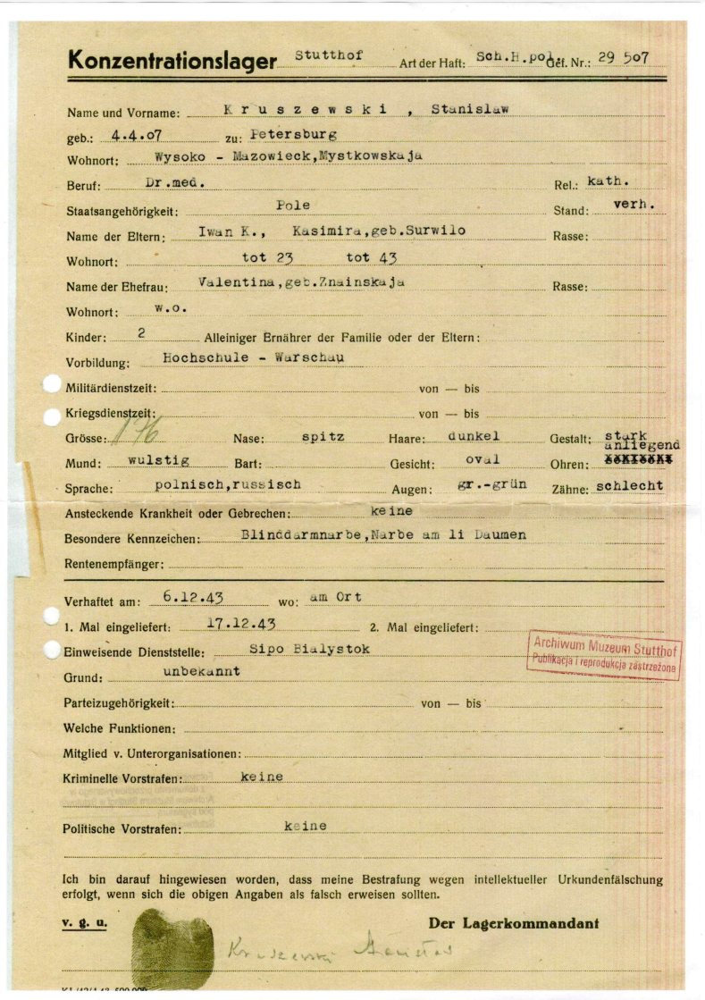 Konzentrationslager Stutthof Art der Haft: Sch.H.pol. Gef. Nr.: 29 507
Name und Vorname: Kruszewski , Stanislaw
geb.: 4.4.07 zu: Petersburg
Wohnort: Wysoko - Mazowieck,Mystkowskaja
Beruf: Dr.med. Rel.: kath.
Staatsangehörigkeit: Pole Stand: verh.
Name der Eltern: Iwan K., Kasimira,geb.Surwilo Rasse:
Wohnort: tot 23 tot 43
Name der Ehefrau: Valentina,geb.Znainskaja Rasse:
Wohnort: w.o.
Kinder: 2 Alleiniger Ernährer der Familie oder der Eltern:
Vorbildung: Hochschule - Warschau
Militärdienstzeit: von — bis
Kriegsdienstzeit: von — bis
Grösse: 176 Nase: spitz Haare: dunkel Gestalt: stark
anliegend
Mund: wulstig Bart: Gesicht: oval Ohren:
Sprache: polnisch,russisch Augen: gr.-grün Zähne: schlecht
Ansteckende Krankheit oder Gebrechen: keine
Besondere Kennzeichen: Blinddarmnarbe,Narbe am li Daumen
Rentenempfänger:
Verhaftet am: 6.12.43 wo: am Ort
1. Mal eingeliefert: 17.12.43 2. Mal eingeliefert:
Einweisende Dienststelle: Sipo Bialystok
Archiwum Muzeum Stutthof
Publikacja i reprodukcja zastrzeżona
Grund: unbekannt
Parteizugehörigkeit: von — bis
Welche Funktionen:
Mitglied v. Unterorganisationen:
Kriminelle Vorstrafen: keine
Politische Vorstrafen: keine
Ich bin darauf hingewiesen worden, dass meine Bestrafung wegen intellektueller Urkundenfälschung
erfolgt, wenn sich die obigen Angaben als falsch erweisen sollten.
v. g. u. Der Lagerkommandant
Kruszewski Stanisław